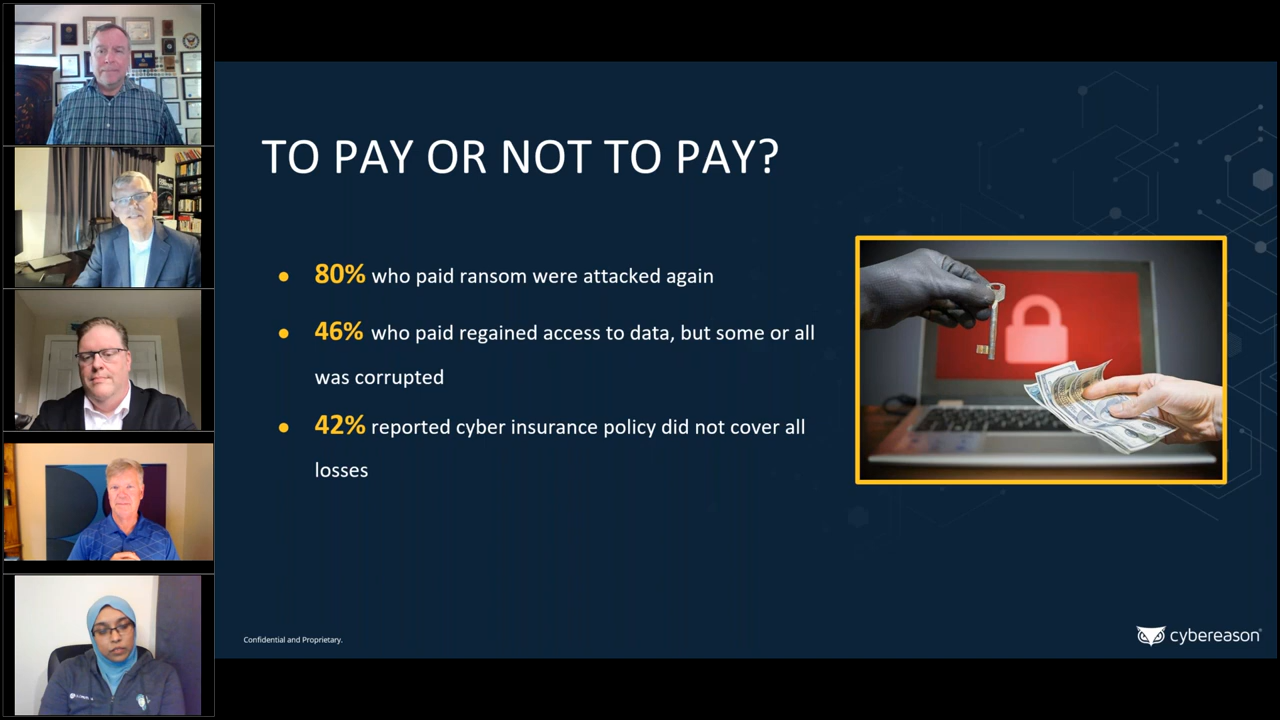 TO PAY OR NOT TO PAY?
● 80% who paid ransom were attacked again
● 46% who paid regained access to data, but some or all
was corrupted
● 42% reported cyber insurance policy did not cover all
losses
Confidential and Proprietary.
cybereason®